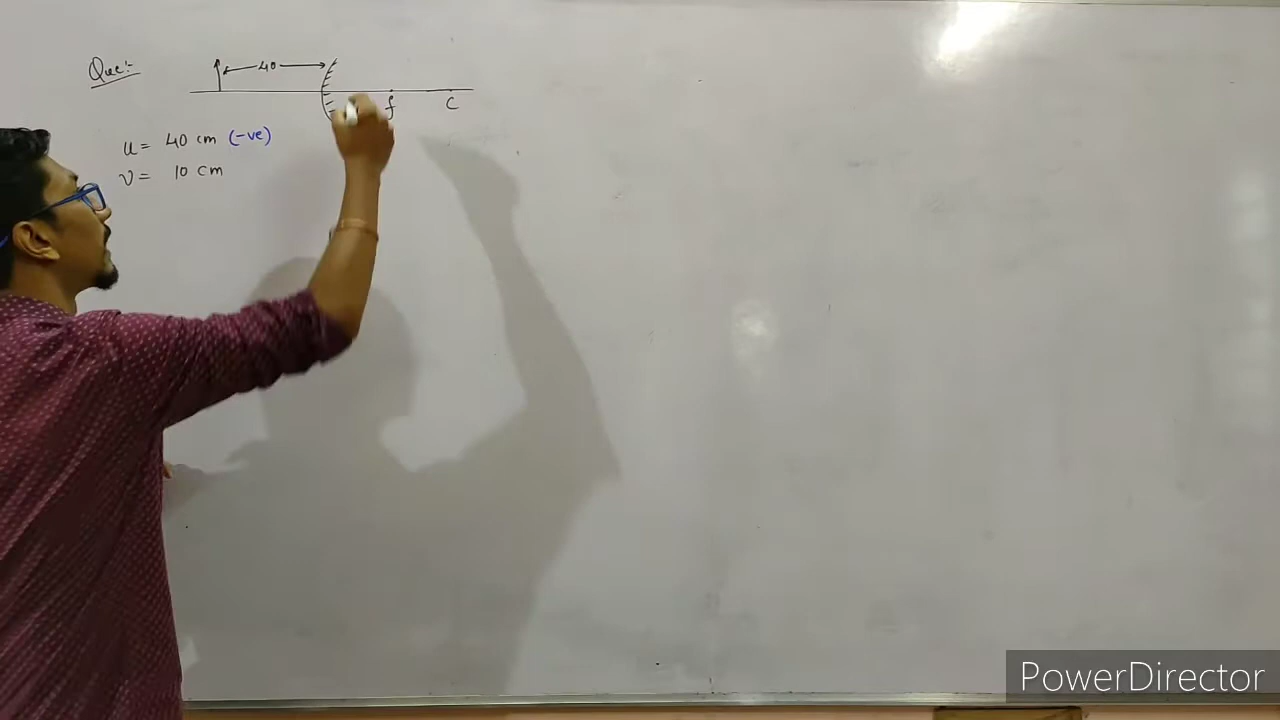 Que:-
40
f C
u = 40 cm (-ve)
v = 10 cm
PowerDirector